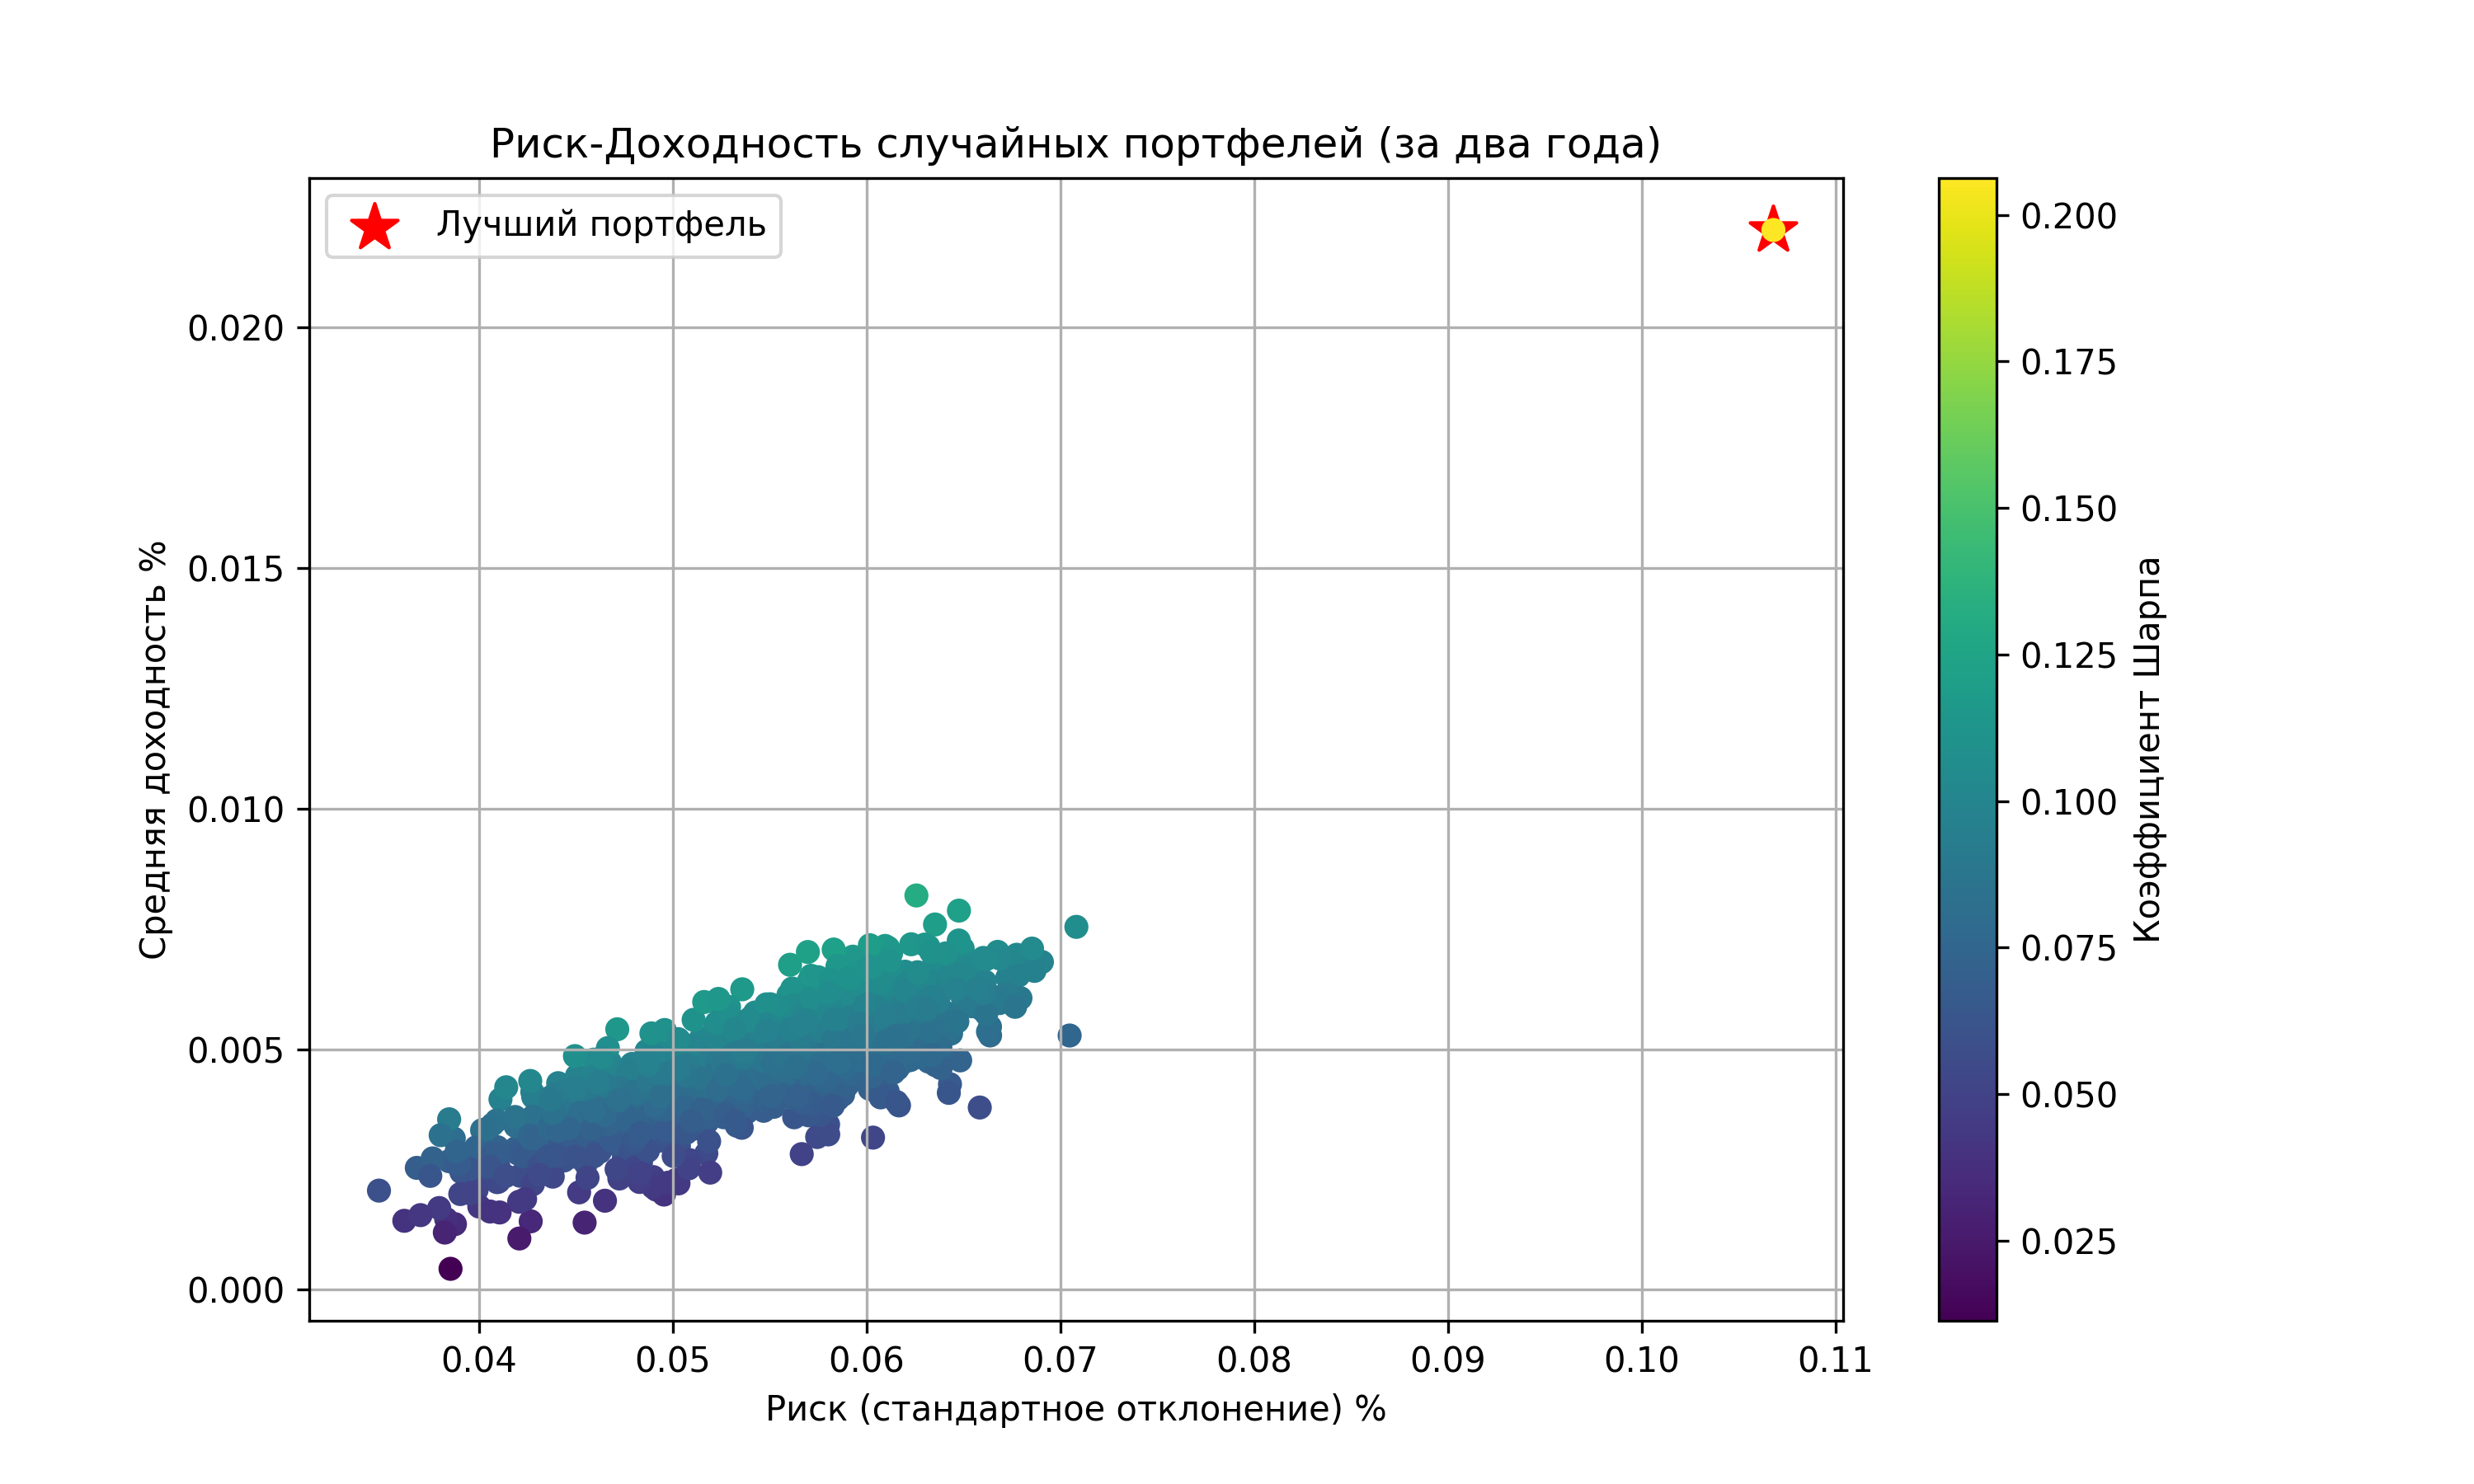 Риск-Доходность случайных портфелей (за два года)
Лучший портфель
Средняя доходность %
0.020
0.015
0.010
0.005
0.000
0.04 0.05 0.06 0.07 0.08 0.09 0.10 0.11
Риск (стандартное отклонение) %
0.200
0.175
0.150
0.125
0.100
0.075
0.050
0.025
Коэффициент Шарпа